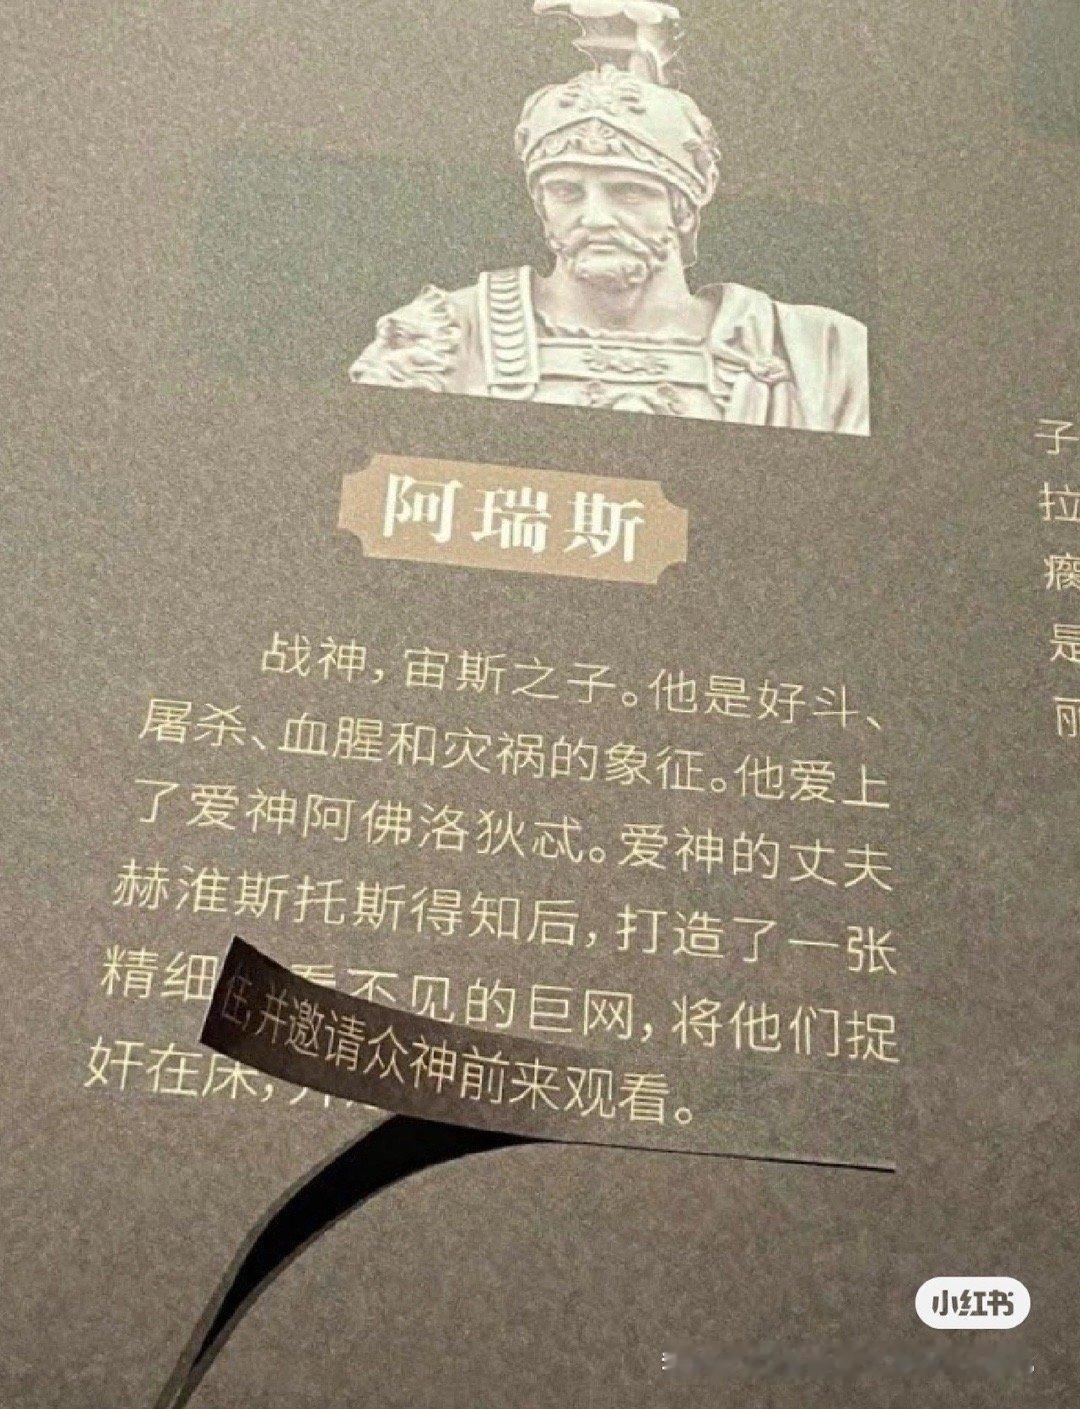 阿瑞斯
战神，宙斯之子。他是好斗、
屠杀、血腥和灾祸的象征。他爱上
了爱神阿佛洛狄忒。爱神的丈夫
赫淮斯托斯得知后，打造了一张
精细 看不见的巨网，将他们捉
住，并邀请众神前来观看。
奸在床，
子
拉
瘪
是
丽
小红书